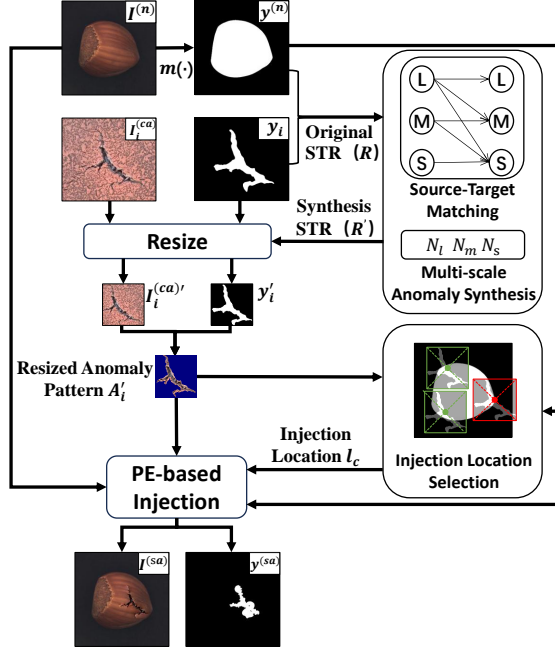 I^(n)
y^(n)
m(·)
L L
M M
S S
I_i^(ca)
y_i
Original
STR (R)
Source-Target
Matching
Synthesis
STR (R')
N_l N_m N_s
Multi-scale
Anomaly Synthesis
Resize
I_i^(ca)'
y_i'
Resized Anomaly
Pattern A_i'
Injection
Location l_c
Injection Location
Selection
PE-based
Injection
I^(sa)
y^(sa)